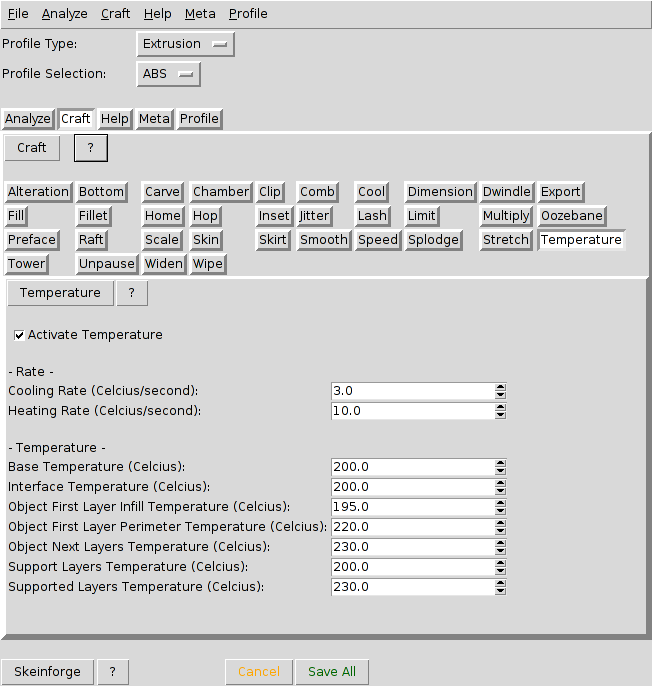 File Analyze Craft Help Meta Profile
Profile Type: Extrusion
Profile Selection: ABS
Analyze Craft Help Meta Profile
Craft ?
Alteration Bottom Carve Chamber Clip Comb Cool Dimension Dwindle Export
Fill Fillet Home Hop Inset Jitter Lash Limit Multiply Oozebane
Preface Raft Scale Skin Skirt Smooth Speed Splodge Stretch Temperature
Tower Unpause Widen Wipe
Temperature ?
Activate Temperature
- Rate -
Cooling Rate (Celcius/second): 3.0
Heating Rate (Celcius/second): 10.0
- Temperature -
Base Temperature (Celcius): 200.0
Interface Temperature (Celcius): 200.0
Object First Layer Infill Temperature (Celcius): 195.0
Object First Layer Perimeter Temperature (Celcius): 220.0
Object Next Layers Temperature (Celcius): 230.0
Support Layers Temperature (Celcius): 200.0
Supported Layers Temperature (Celcius): 230.0
Skeinforge ? Cancel Save All